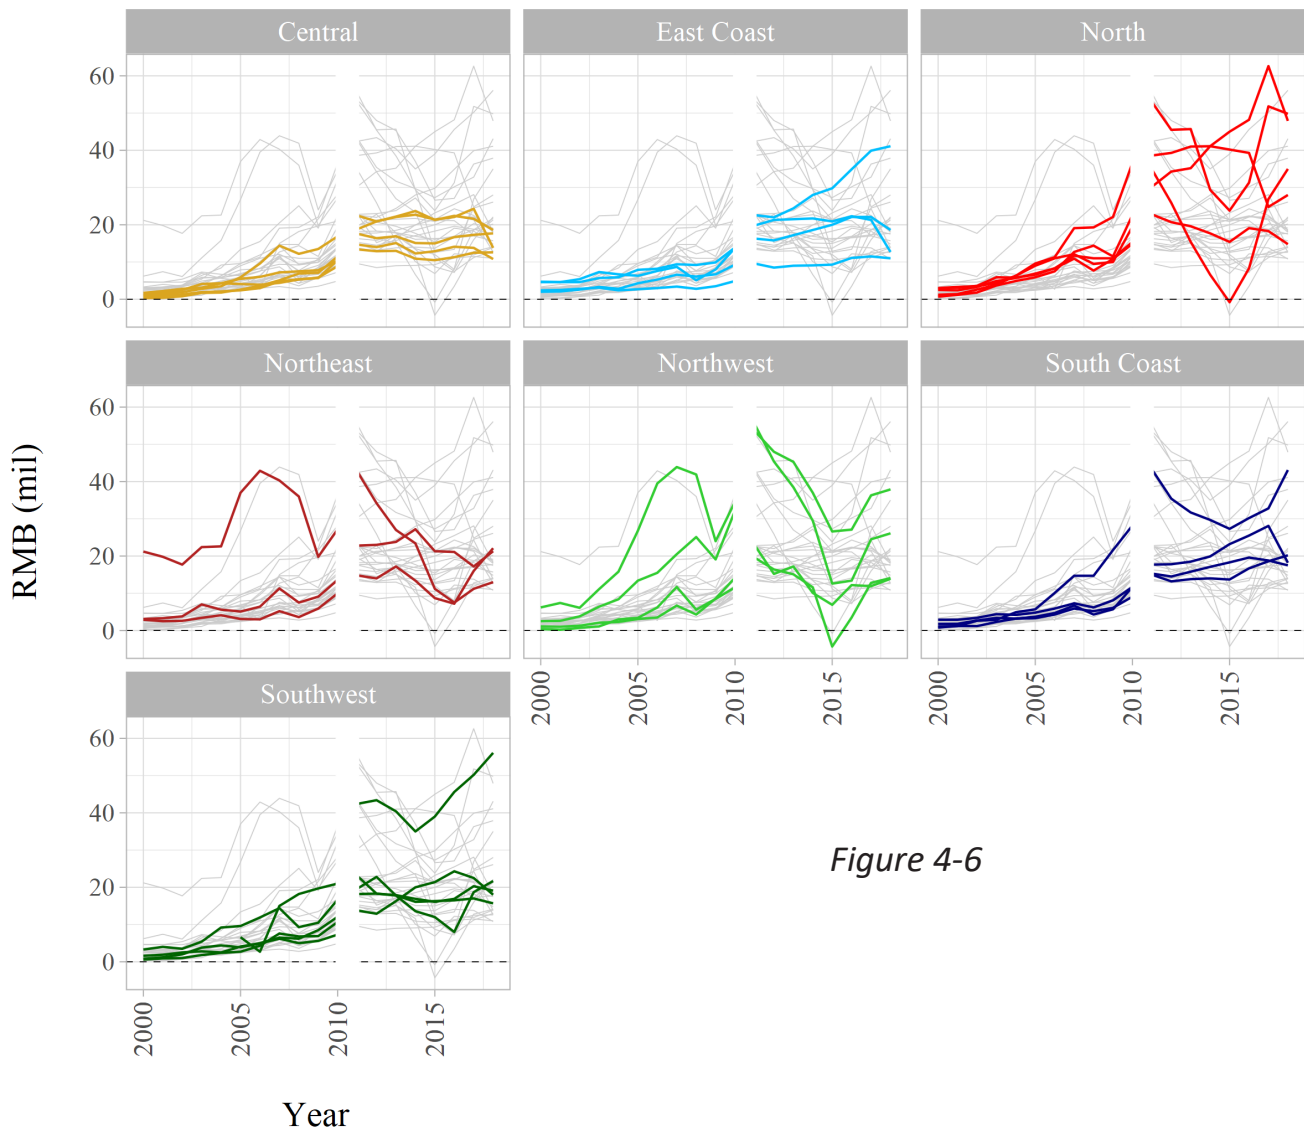 Central East Coast North
60
40
20
0
Northeast Northwest South Coast
60
40
20
0
2000 2005 2010 2015 2000 2005 2010 2015
Southwest
60
40
20
0
2000 2005 2010 2015
RMB (mil)
Year
Figure 4-6